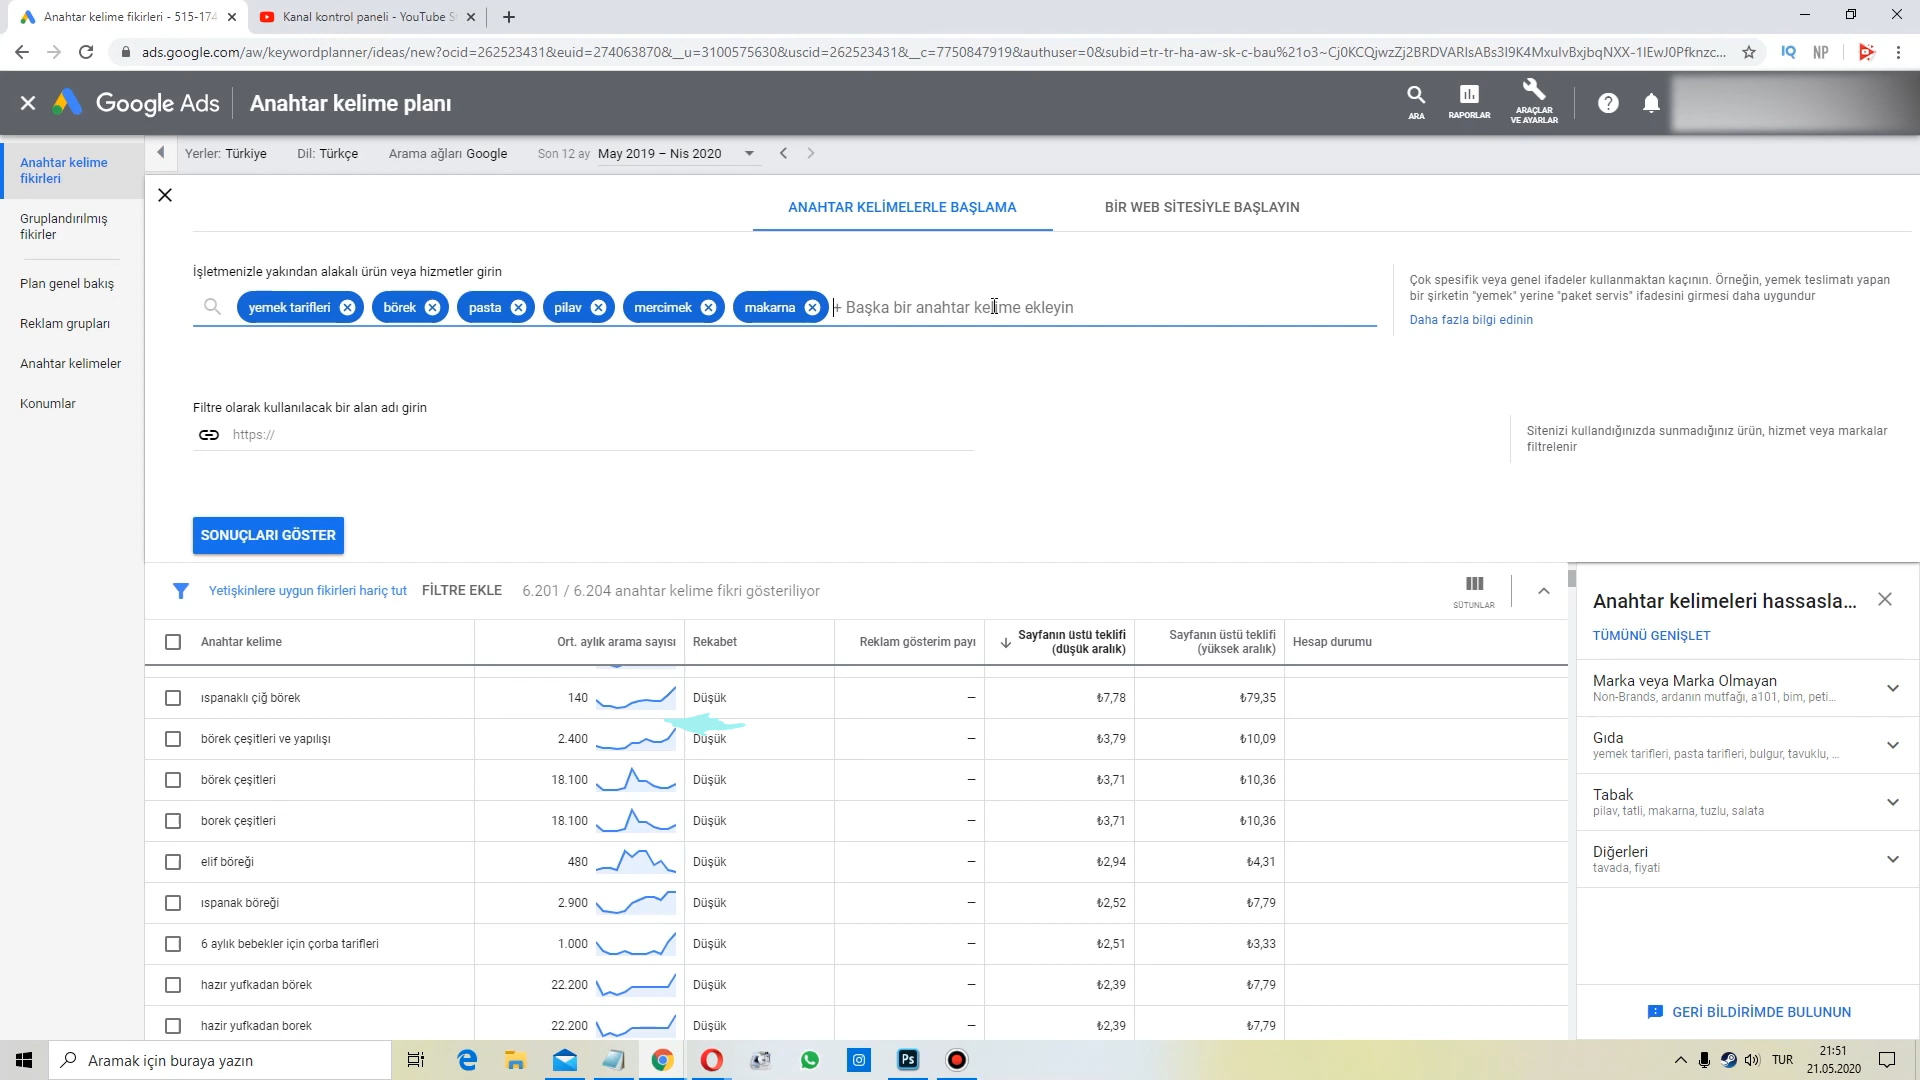 Anahtar kelime fikirleri - 515-174
Kanal kontrol paneli - YouTube S
ads.google.com/aw/keywordplanner/ideas/new?ocid=262523431&euid=274063870&__u=3100575630&uscid=262523431&__c=7750847919&authuser=0&subid=tr-tr-ha-aw-sk-c-bau%21o3~Cj0KCQjwzZj2BRDVARIsABs3l9K4MxulvBxjbqNXX-1IEwJ0Pfknzc...
IQ
NP
Google Ads
Anahtar kelime planı
ARA
RAPORLAR
ARAÇLAR
VE AYARLAR
Anahtar kelime
fikirleri
Gruplandırılmış
fikirler
Plan genel bakış
Reklam grupları
Anahtar kelimeler
Konumlar
Yerler: Türkiye
Dil: Türkçe
Arama ağları Google
Son 12 ay May 2019 – Nis 2020
ANAHTAR KELİMELERLE BAŞLAMA
BİR WEB SİTESİYLE BAŞLAYIN
İşletmenizle yakından alakalı ürün veya hizmetler girin
yemek tarifleri
börek
pasta
pilav
mercimek
makarna
+ Başka bir anahtar kelime ekleyin
Çok spesifik veya genel ifadeler kullanmaktan kaçının. Örneğin, yemek teslimatı yapan
bir şirketin "yemek" yerine "paket servis" ifadesini girmesi daha uygundur
Daha fazla bilgi edinin
Filtre olarak kullanılacak bir alan adı girin
https://
Sitenizi kullandığınızda sunmadığınız ürün, hizmet veya markalar
filtrelenir
SONUÇLARI GÖSTER
Yetişkinlere uygun fikirleri hariç tut
FİLTRE EKLE
6.201 / 6.204 anahtar kelime fikri gösteriliyor
SÜTUNLAR
Anahtar kelime
Ort. aylık arama sayısı
Rekabet
Reklam gösterim payı
Sayfanın üstü teklifi
(düşük aralık)
Sayfanın üstü teklifi
(yüksek aralık)
Hesap durumu
ıspanaklı çiğ börek 140 Düşük – ₺7,78 ₺79,35
börek çeşitleri ve yapılışı 2.400 Düşük – ₺3,79 ₺10,09
börek çeşitleri 18.100 Düşük – ₺3,71 ₺10,36
borek çeşitleri 18.100 Düşük – ₺3,71 ₺10,36
elif böreği 480 Düşük – ₺2,94 ₺4,31
ıspanak böreği 2.900 Düşük – ₺2,52 ₺7,79
6 aylık bebekler için çorba tarifleri 1.000 Düşük – ₺2,51 ₺3,33
hazır yufkadan börek 22.200 Düşük – ₺2,39 ₺7,79
hazir yufkadan borek 22.200 Düşük – ₺2,39 ₺7,79
Anahtar kelimeleri hassasla...
TÜMÜNÜ GENİŞLET
Marka veya Marka Olmayan
Non-Brands, ardanın mutfağı, a101, bim, peti...
Gıda
yemek tarifleri, pasta tarifleri, bulgur, tavuklu, ...
Tabak
pilav, tatli, makarna, tuzlu, salata
Diğerleri
tavada, fiyati
GERİ BİLDİRİMDE BULUNUN
Aramak için buraya yazın
Ps
TUR
21:51
21.05.2020